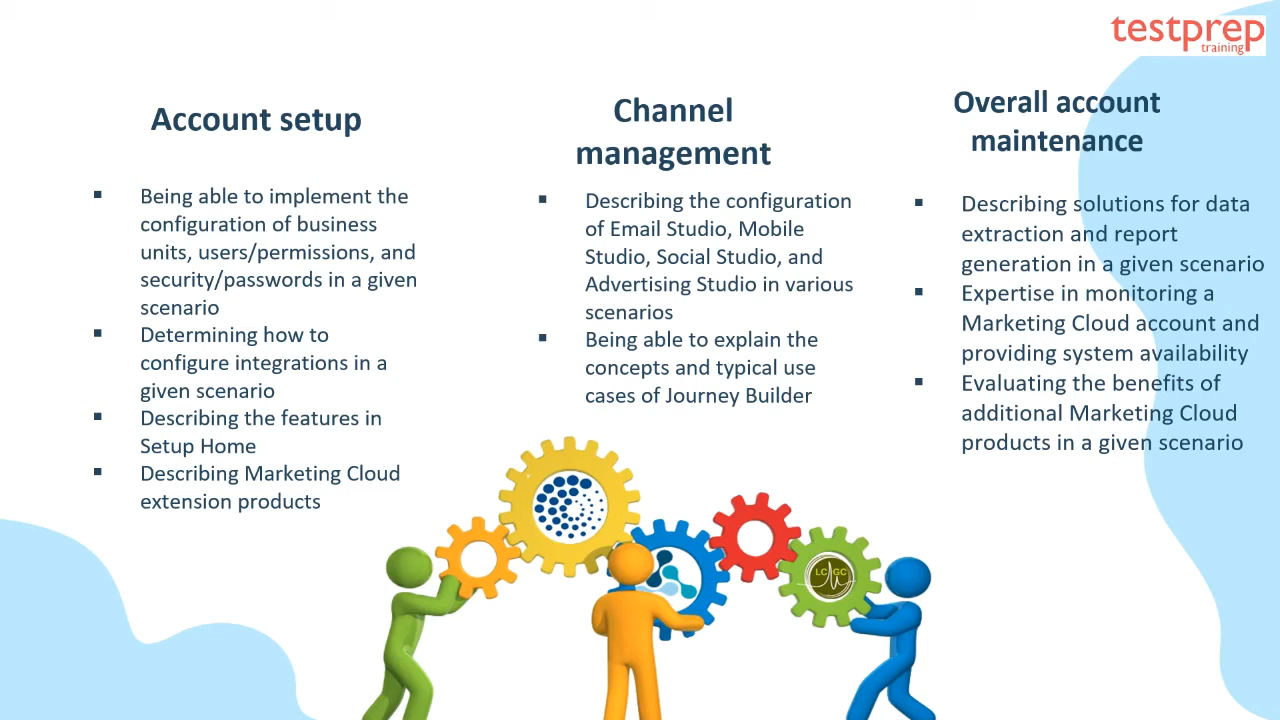 testprep
training
Account setup
▪ Being able to implement the
configuration of business
units, users/permissions, and
security/passwords in a given
scenario
▪ Determining how to
configure integrations in a
given scenario
▪ Describing the features in
Setup Home
▪ Describing Marketing Cloud
extension products
Channel
management
▪ Describing the configuration
of Email Studio, Mobile
Studio, Social Studio, and
Advertising Studio in various
scenarios
▪ Being able to explain the
concepts and typical use
cases of Journey Builder
Overall account
maintenance
▪ Describing solutions for data
extraction and report
generation in a given scenario
▪ Expertise in monitoring a
Marketing Cloud account and
providing system availability
▪ Evaluating the benefits of
additional Marketing Cloud
products in a given scenario
LC GC